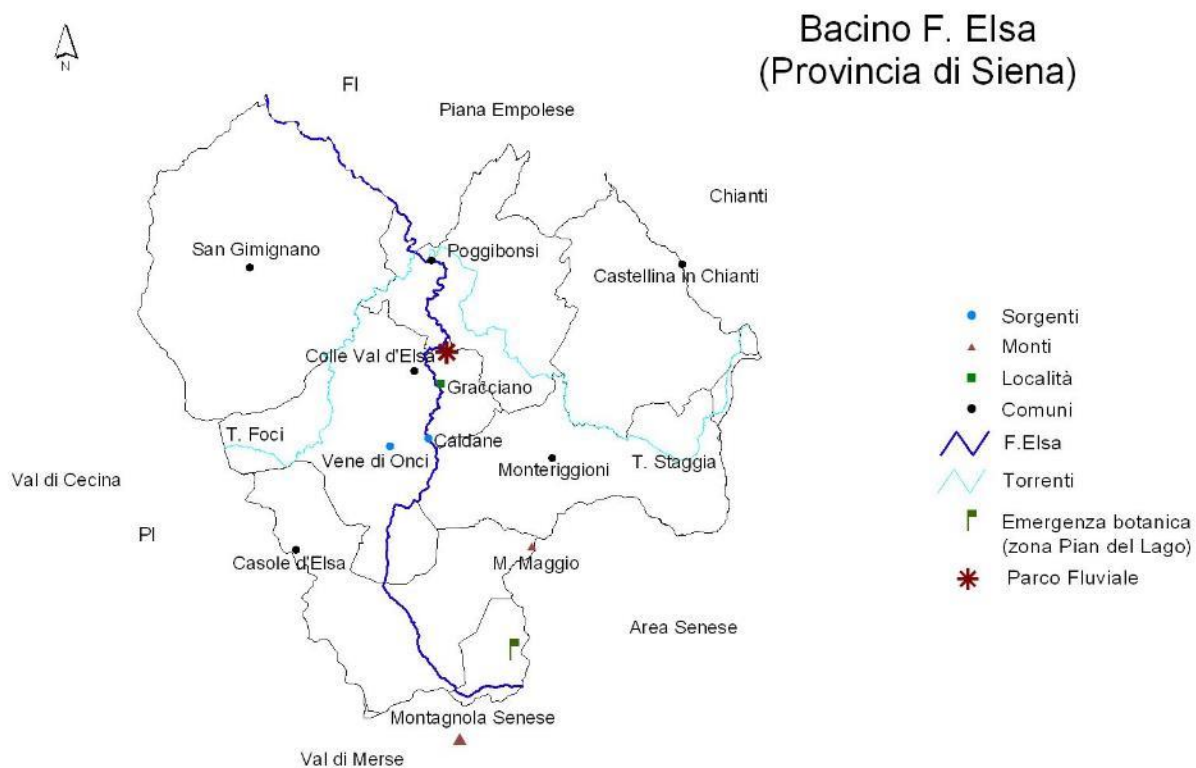 Bacino F. Elsa
(Provincia di Siena)
N
FI
Piana Empolese
Chianti
San Gimignano
Poggibonsi
Castellina in Chianti
Colle Val d'Elsa
Gracciano
T. Foci
Vene di Onci
Caldane
Monteriggioni
T. Staggia
Val di Cecina
PI
Casole d'Elsa
M. Maggio
Area Senese
Montagnola Senese
Val di Merse
Sorgenti
Monti
Località
Comuni
F.Elsa
Torrenti
Emergenza botanica
(zona Pian del Lago)
Parco Fluviale